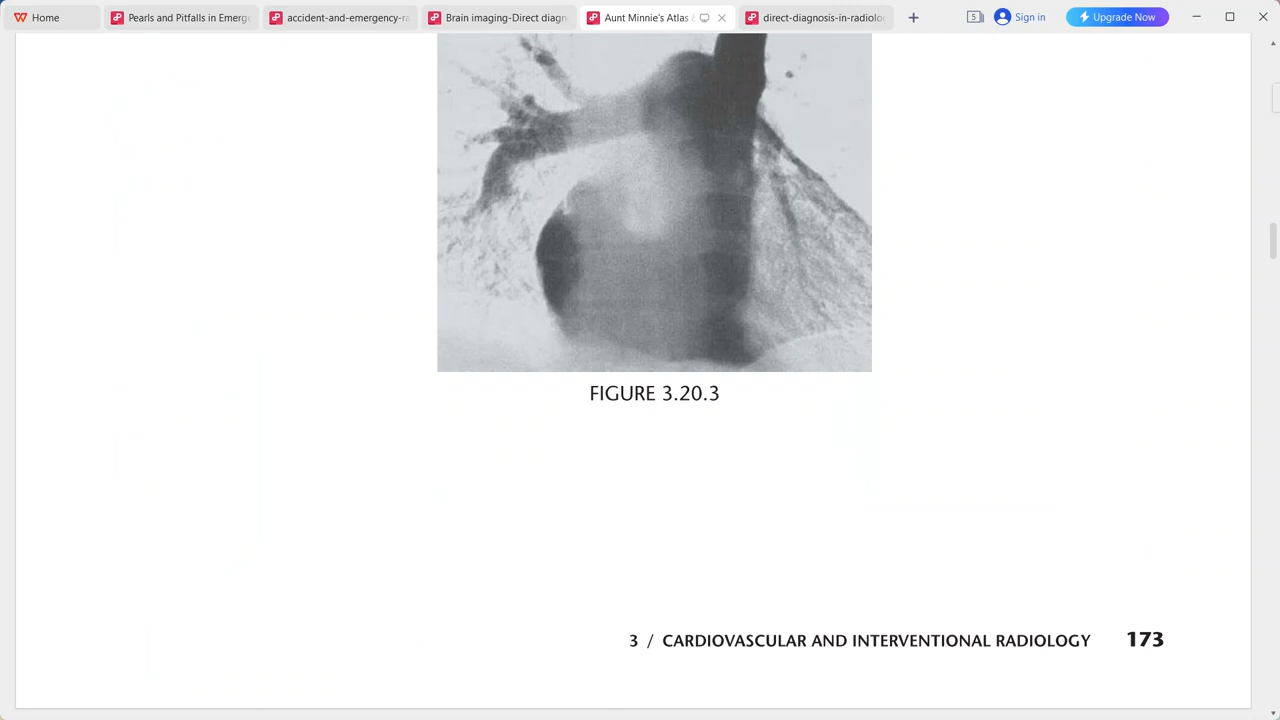 Home
Pearls and Pitfalls in Emerg
accident-and-emergency-ra
Brain imaging-Direct diagn
Aunt Minnie's Atlas &
direct-diagnosis-in-radiolo
5
Sign in
Upgrade Now
FIGURE 3.20.3
3 / CARDIOVASCULAR AND INTERVENTIONAL RADIOLOGY 173